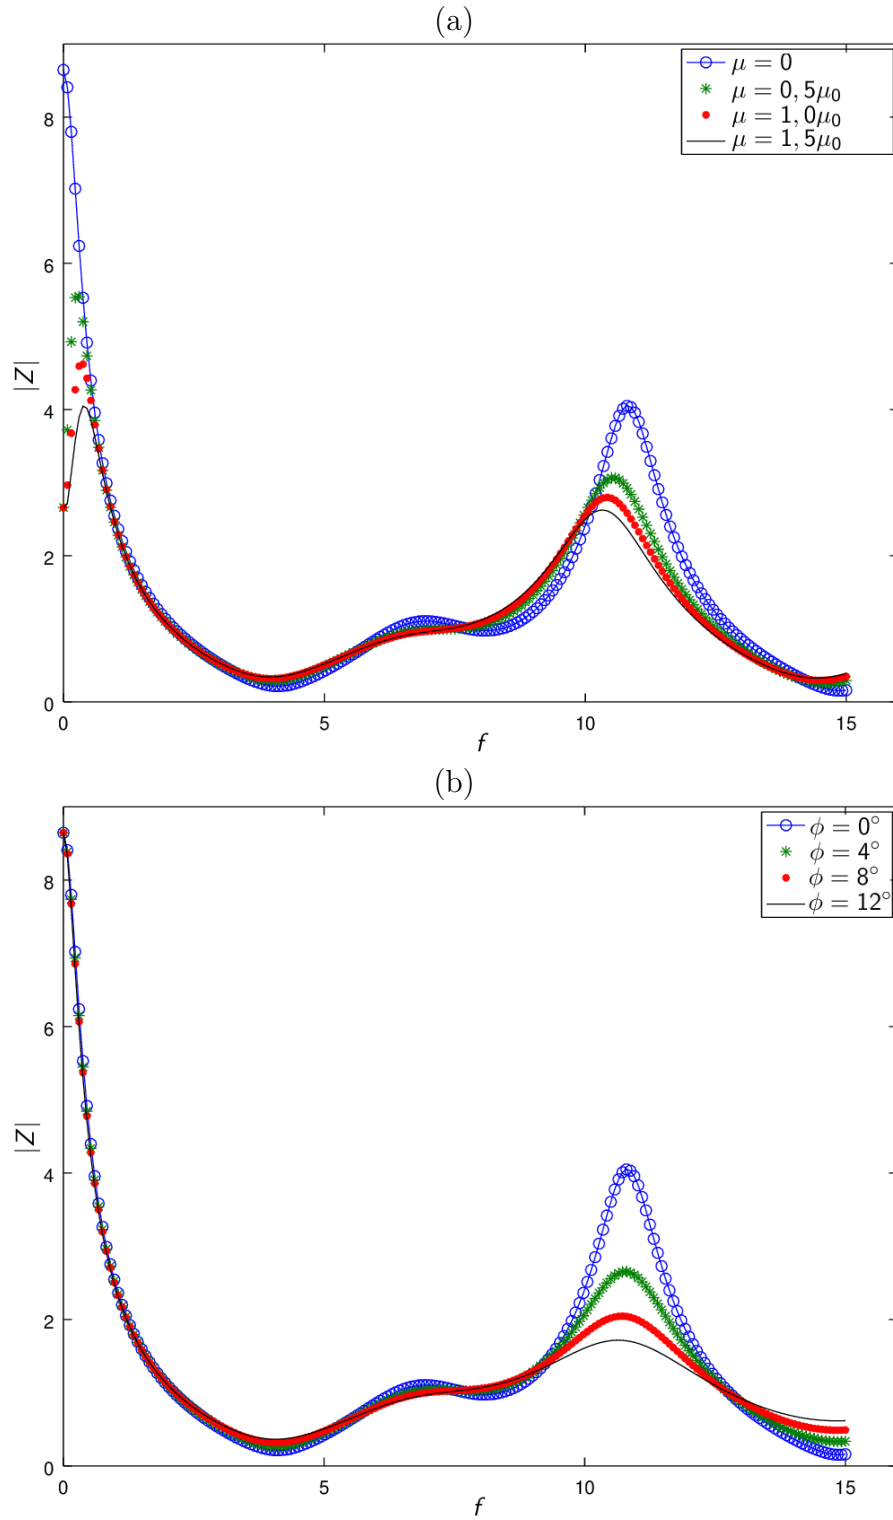 (a)
μ = 0
μ = 0, 5μ₀
μ = 1, 0μ₀
μ = 1, 5μ₀
8
6
4
2
0
|Z|
0 5 10 15
f
(b)
ϕ = 0°
ϕ = 4°
ϕ = 8°
ϕ = 12°
8
6
4
2
0
|Z|
0 5 10 15
f